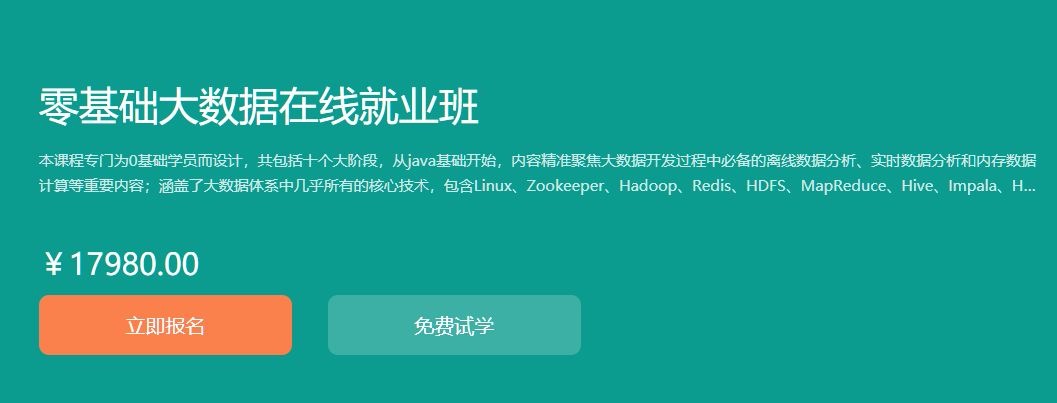 零基础大数据在线就业班
本课程专门为0基础学员而设计，共包括十个大阶段，从java基础开始，内容精准聚焦大数据开发过程中必备的离线数据分析、实时数据分析和内存数据
计算等重要内容；涵盖了大数据体系中几乎所有的核心技术，包含Linux、Zookeeper、Hadoop、Redis、HDFS、MapReduce、Hive、Impala、H...
￥17980.00
立即报名 免费试学